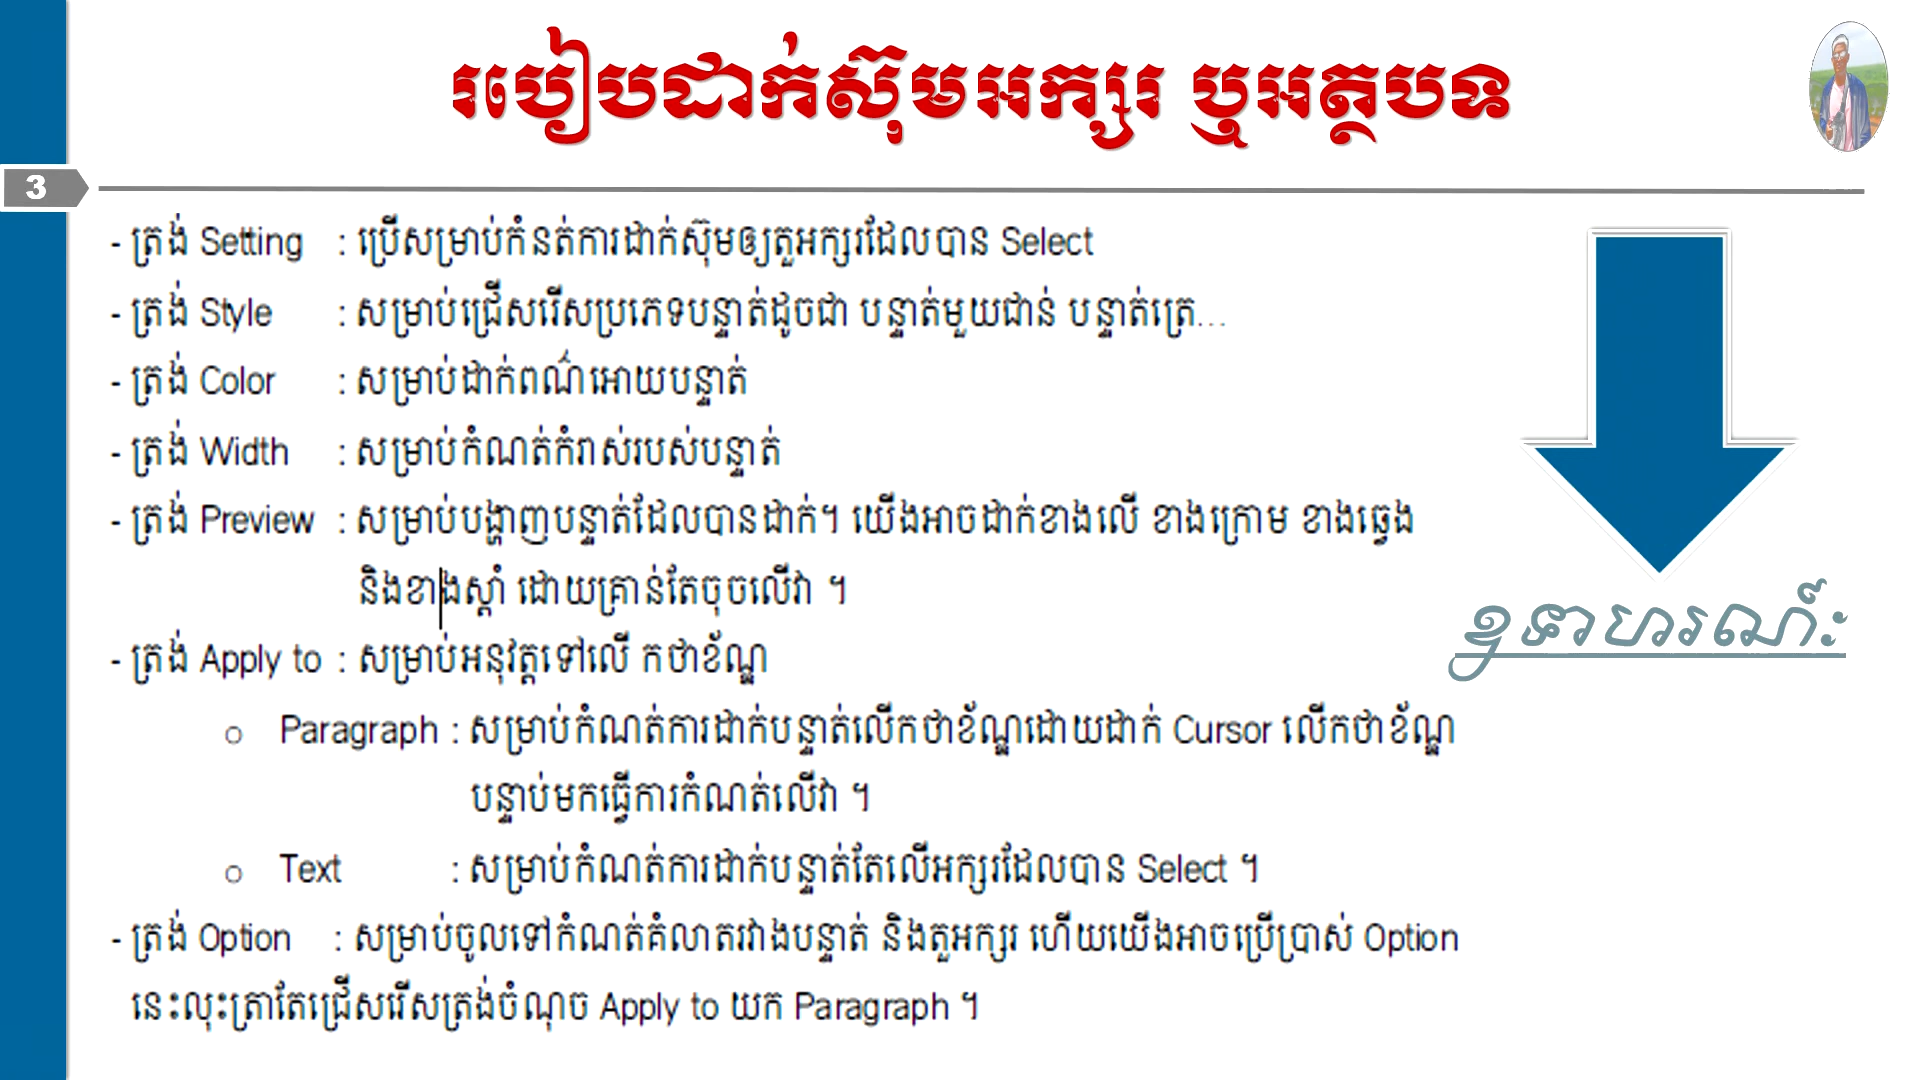 របៀបដាក់ស៊ុមអក្សរ ឬអត្ថបទ
3
- ត្រង់ Setting : ប្រើសម្រាប់កំនត់ការដាក់ស៊ុមឲ្យតួអក្សរដែលបាន Select
- ត្រង់ Style : សម្រាប់ជ្រើសរើសប្រភេទបន្ទាត់ដូចជា បន្ទាត់មួយជាន់ បន្ទាត់ត្រេ...
- ត្រង់ Color : សម្រាប់ដាក់ពណ៌អោយបន្ទាត់
- ត្រង់ Width : សម្រាប់កំណត់កំរាស់របស់បន្ទាត់
- ត្រង់ Preview : សម្រាប់បង្ហាញបន្ទាត់ដែលបានដាក់។ យើងអាចដាក់ខាងលើ ខាងក្រោម ខាងឆ្វេង
និងខាងស្តាំ ដោយគ្រាន់តែចុចលើវា ។
- ត្រង់ Apply to : សម្រាប់អនុវត្តទៅលើ កថាខ័ណ្ឌ
o Paragraph : សម្រាប់កំណត់ការដាក់បន្ទាត់លើកថាខ័ណ្ឌដោយដាក់ Cursor លើកថាខ័ណ្ឌ
បន្ទាប់មកធ្វើការកំណត់លើវា ។
o Text : សម្រាប់កំណត់ការដាក់បន្ទាត់តែលើអក្សរដែលបាន Select ។
- ត្រង់ Option : សម្រាប់ចូលទៅកំណត់គំលាតរវាងបន្ទាត់ និងតួអក្សរ ហើយយើងអាចប្រើប្រាស់ Option
នេះលុះត្រាតែជ្រើសរើសត្រង់ចំណុច Apply to យក Paragraph ។
ឧទាហរណ៍ៈ